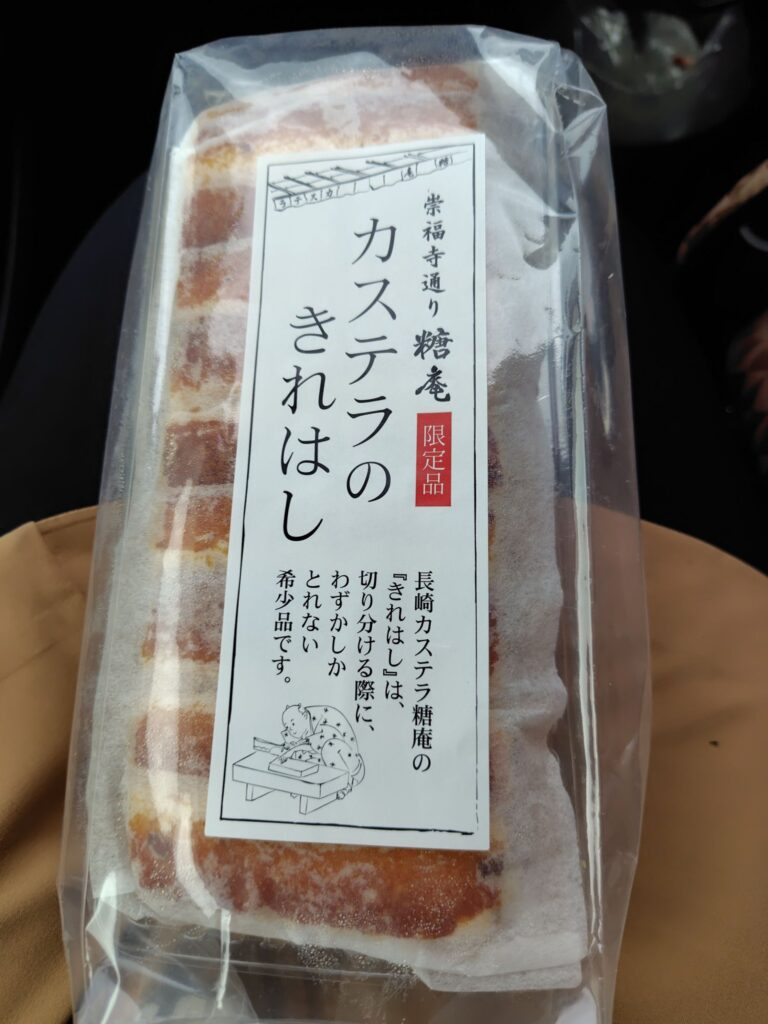 崇福寺通り 糖庵
限定品
カステラの
きれはし
長崎カステラ糖庵の
『きれはし』は、
切り分ける際に、
わずかしか
とれない
希少品です。